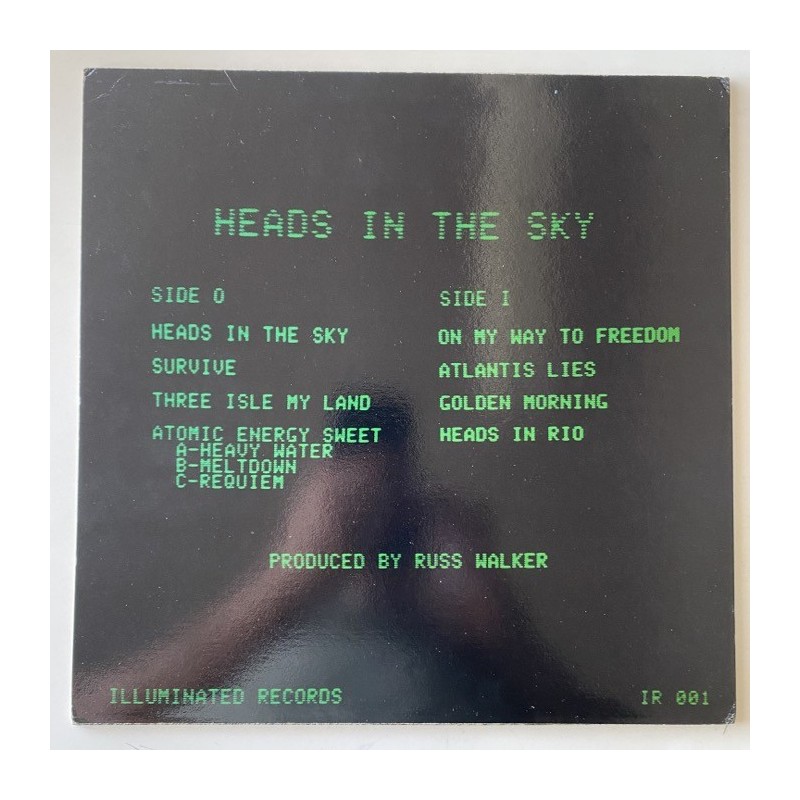 HEADS IN THE SKY
SIDE 0
HEADS IN THE SKY
SURVIVE
THREE ISLE MY LAND
ATOMIC ENERGY SWEET
A-HEAVY WATER
B-MELTDOWN
C-REQUIEM
SIDE I
ON MY WAY TO FREEDOM
ATLANTIS LIES
GOLDEN MORNING
HEADS IN RIO
PRODUCED BY RUSS WALKER
ILLUMINATED RECORDS
IR 001